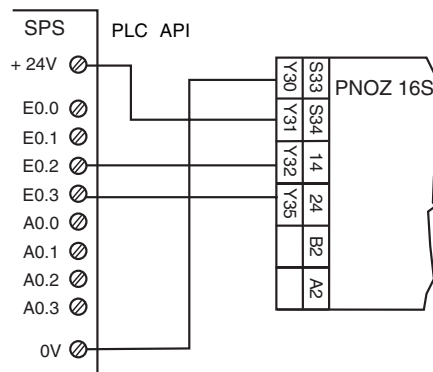 SPS PLC API
+ 24V
E0.0
E0.1
E0.2
E0.3
A0.0
A0.1
A0.2
A0.3
0V
Y30 S33
Y31 S34
Y32 14
Y35 24
B2
A2
PNOZ 16S